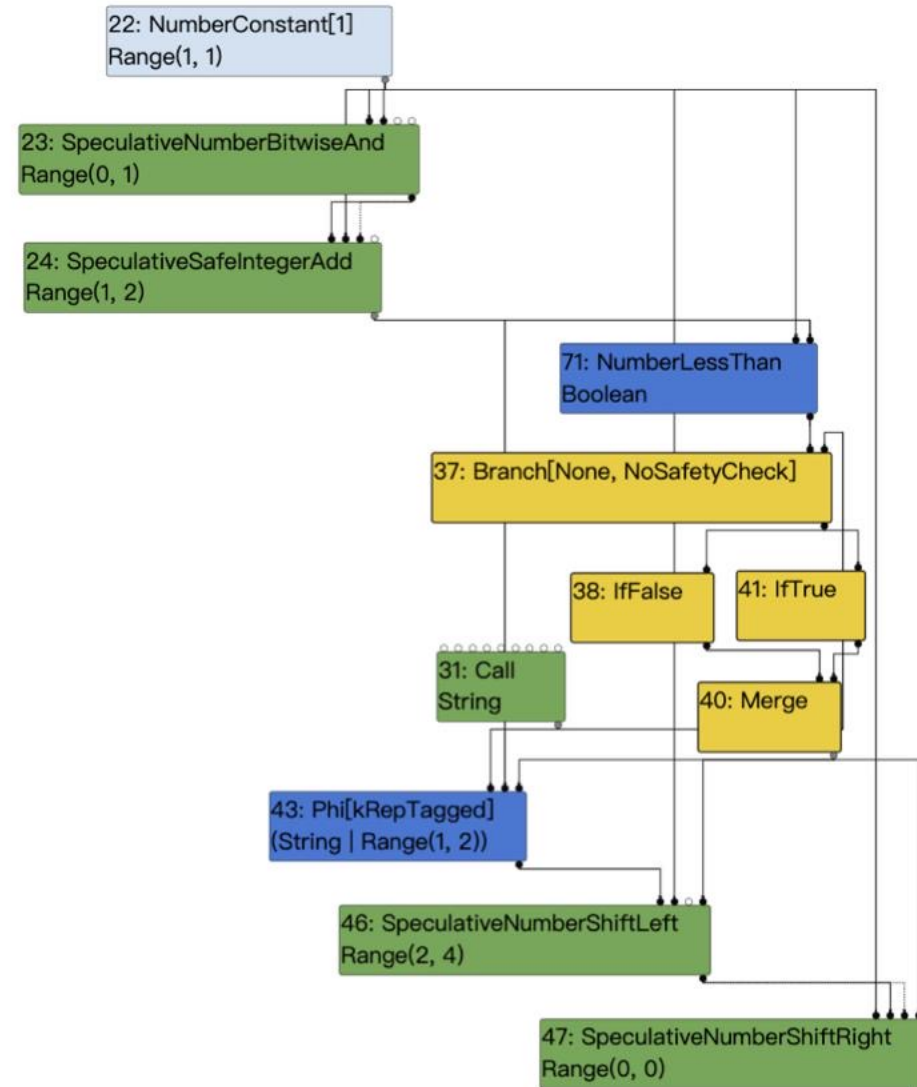 22: NumberConstant[1]
Range(1, 1)
23: SpeculativeNumberBitwiseAnd
Range(0, 1)
24: SpeculativeSafeIntegerAdd
Range(1, 2)
71: NumberLessThan
Boolean
37: Branch[None, NoSafetyCheck]
38: IfFalse
41: IfTrue
31: Call
String
40: Merge
43: Phi[kRepTagged]
(String | Range(1, 2))
46: SpeculativeNumberShiftLeft
Range(2, 4)
47: SpeculativeNumberShiftRight
Range(0, 0)